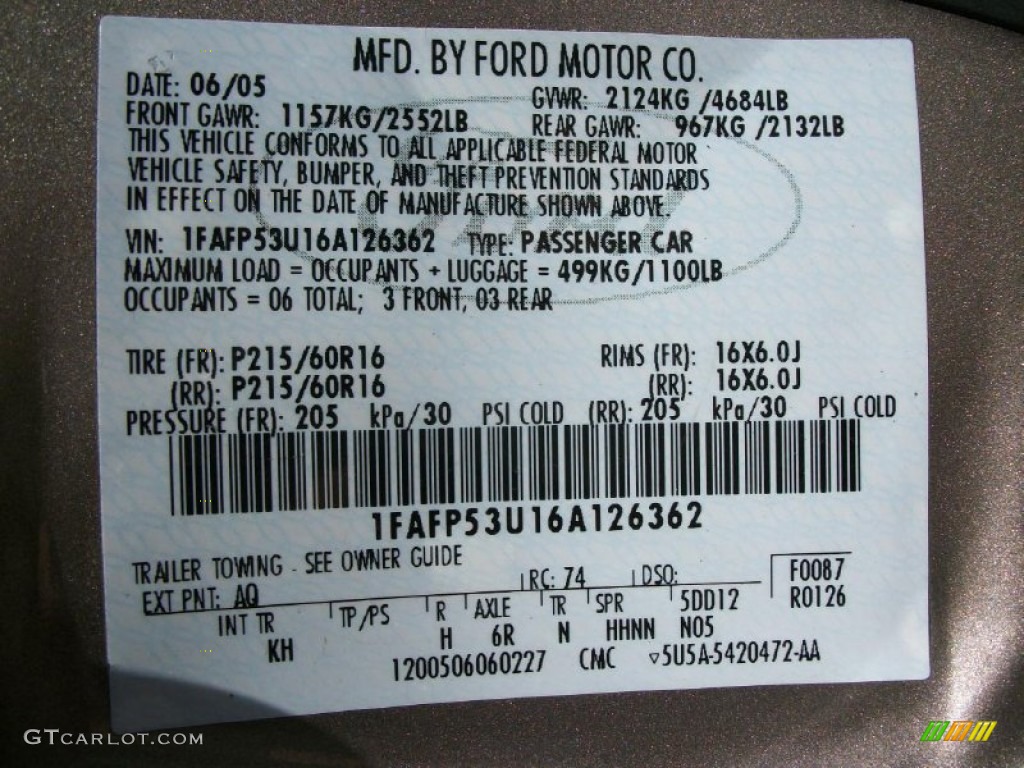 MFD. BY FORD MOTOR CO.
DATE: 06/05 GVWR: 2124KG /4684LB
FRONT GAWR: 1157KG/2552LB REAR GAWR: 967KG /2132LB
THIS VEHICLE CONFORMS TO ALL APPLICABLE FEDERAL MOTOR
VEHICLE SAFETY, BUMPER, AND THEFT PREVENTION STANDARDS
IN EFFECT ON THE DATE OF MANUFACTURE SHOWN ABOVE.
VIN: 1FAFP53U16A126362 TYPE: PASSENGER CAR
MAXIMUM LOAD = OCCUPANTS + LUGGAGE = 499KG/1100LB
OCCUPANTS = 06 TOTAL; 3 FRONT, 03 REAR
TIRE (FR): P215/60R16 RIMS (FR): 16X6.0J
(RR): P215/60R16 (RR): 16X6.0J
PRESSURE (FR): 205 kPa/30 PSI COLD (RR): 205 kPa/30 PSI COLD
1FAFP53U16A126362
TRAILER TOWING - SEE OWNER GUIDE
EXT PNT: AQ RC: 74 DSO: F0087
INT TR TP/PS R AXLE TR SPR 5DD12 R0126
KH H 6R N HHNN N05
1200506060227 CMC ▽5U5A-5420472-AA
GTCARLOT.COM